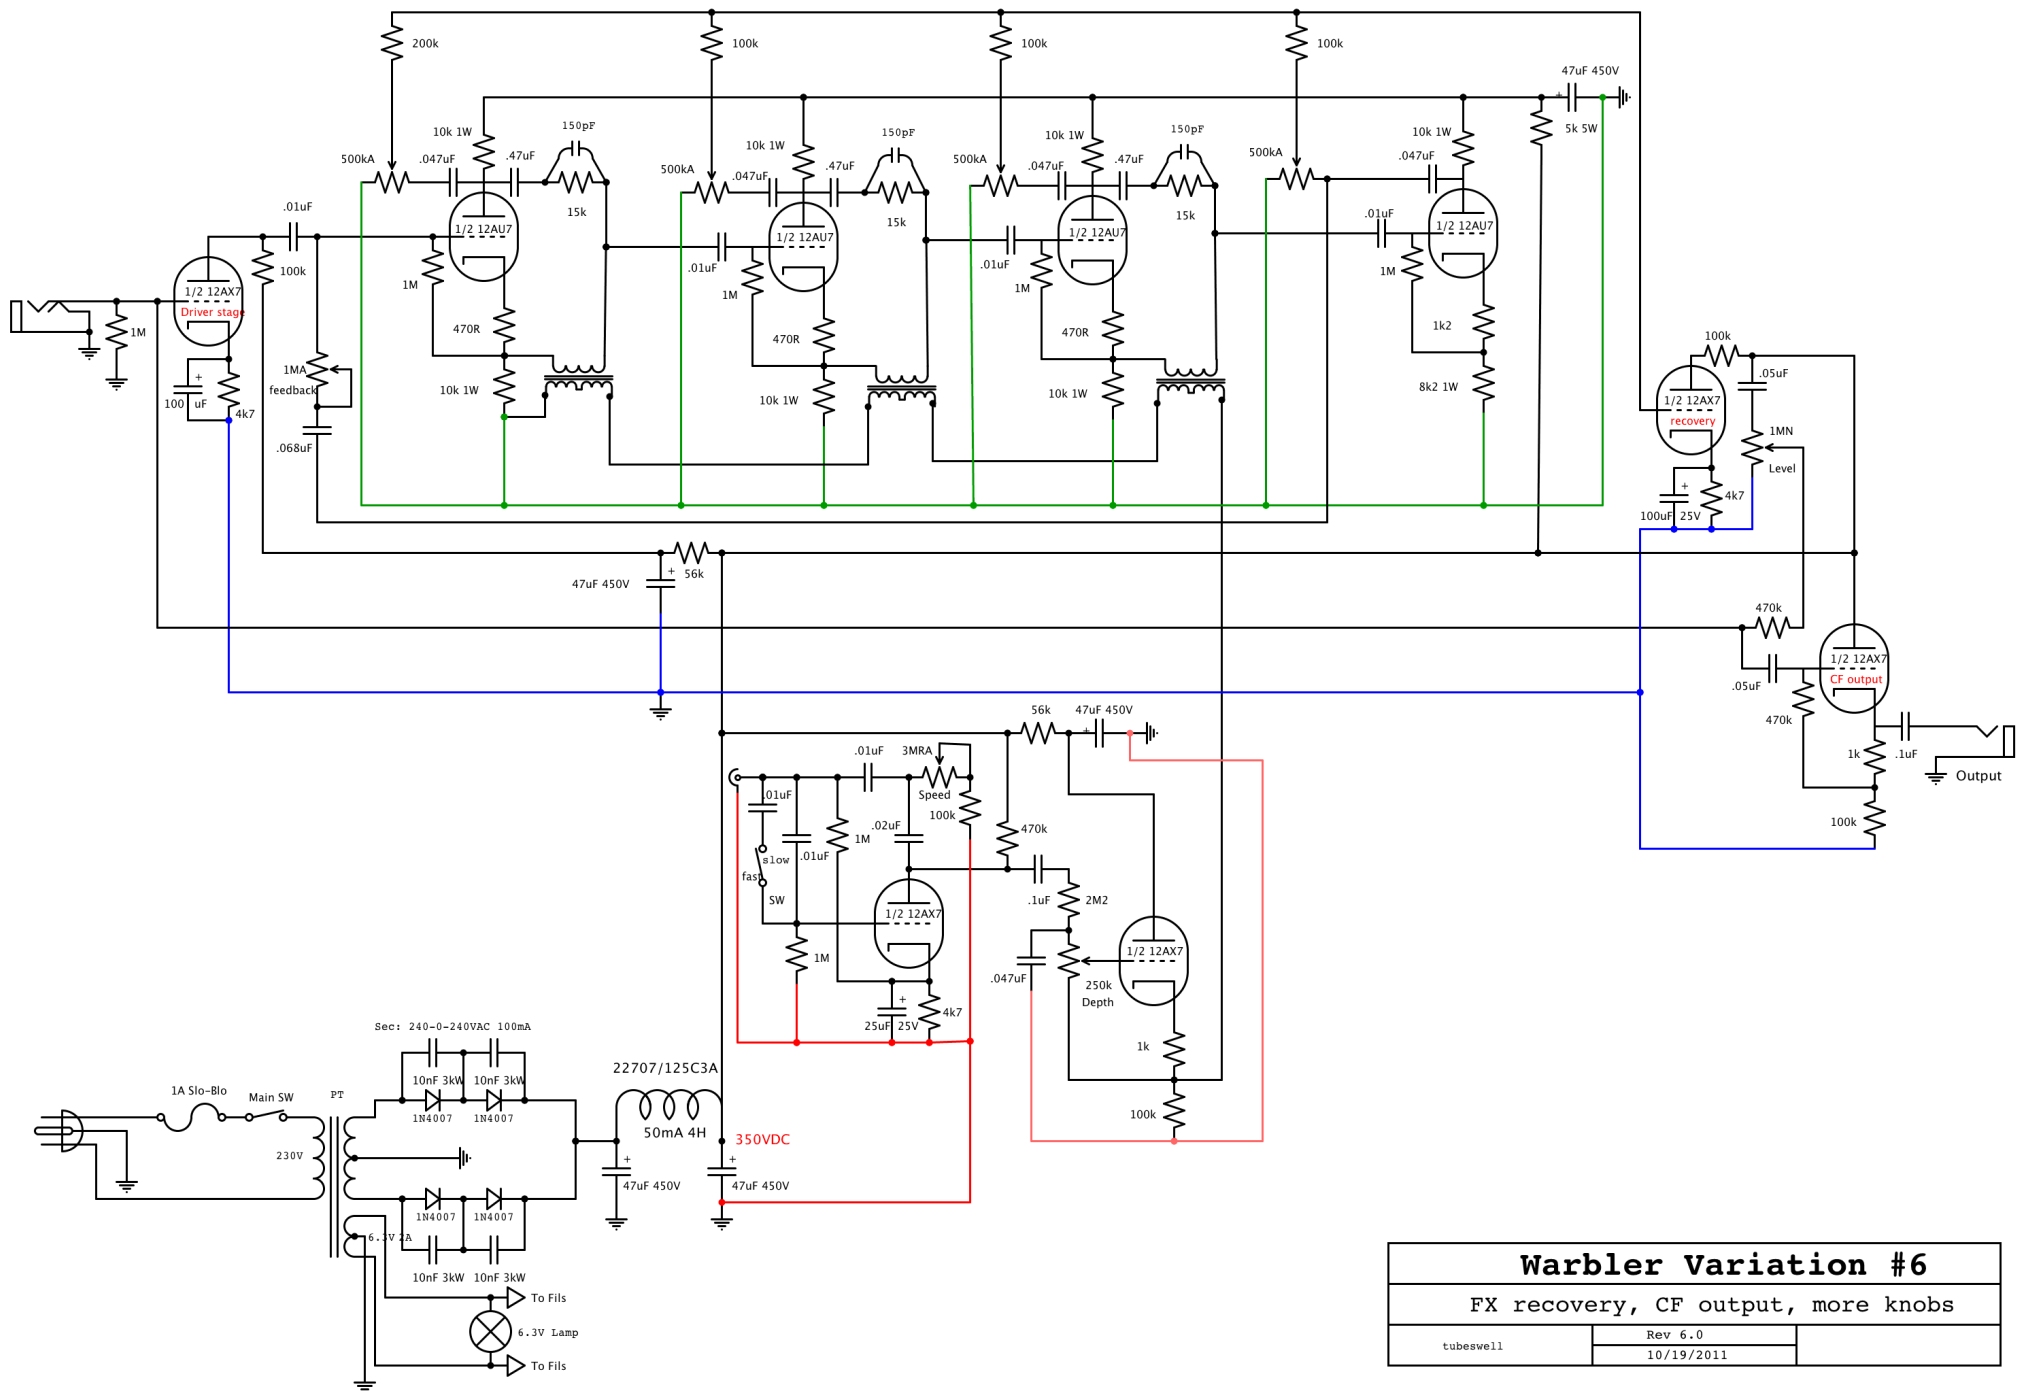 200k
100k
100k
100k
47uF 450V
5k 5W
10k 1W
150pF
500kA
.047uF
.47uF
15k
10k 1W
150pF
500kA
.047uF
.47uF
15k
10k 1W
150pF
500kA
.047uF
.47uF
15k
10k 1W
500kA
.047uF
.01uF
100k
1/2 12AU7
1M
470R
10k 1W
1/2 12AU7
.01uF
1M
470R
10k 1W
1/2 12AU7
.01uF
1M
470R
10k 1W
1/2 12AU7
.01uF
1M
1k2
8k2 1W
1/2 12AX7
Driver stage
1M
100 uF
4k7
1MA
feedback
.068uF
100k
.05uF
1/2 12AX7
recovery
1MN
Level
100uF 25V
4k7
47uF 450V
56k
470k
.05uF
1/2 12AX7
CF output
470k
1k
.1uF
Output
100k
56k
47uF 450V
.01uF
3MRA
Speed
100k
.01uF
.02uF
470k
.01uF
1M
slow
fast
SW
1/2 12AX7
1M
.1uF
2M2
.047uF
250k
Depth
1/2 12AX7
25uF 25V
4k7
1k
100k
Sec: 240-0-240VAC 100mA
1A Slo-Blo
Main SW
PT
230V
10nF 3kW
10nF 3kW
1N4007
1N4007
1N4007
1N4007
10nF 3kW
10nF 3kW
6.3V 2A
22707/125C3A
50mA 4H
350VDC
47uF 450V
47uF 450V
To Fils
6.3V Lamp
To Fils
Warbler Variation #6
FX recovery, CF output, more knobs
tubeswell
Rev 6.0
10/19/2011